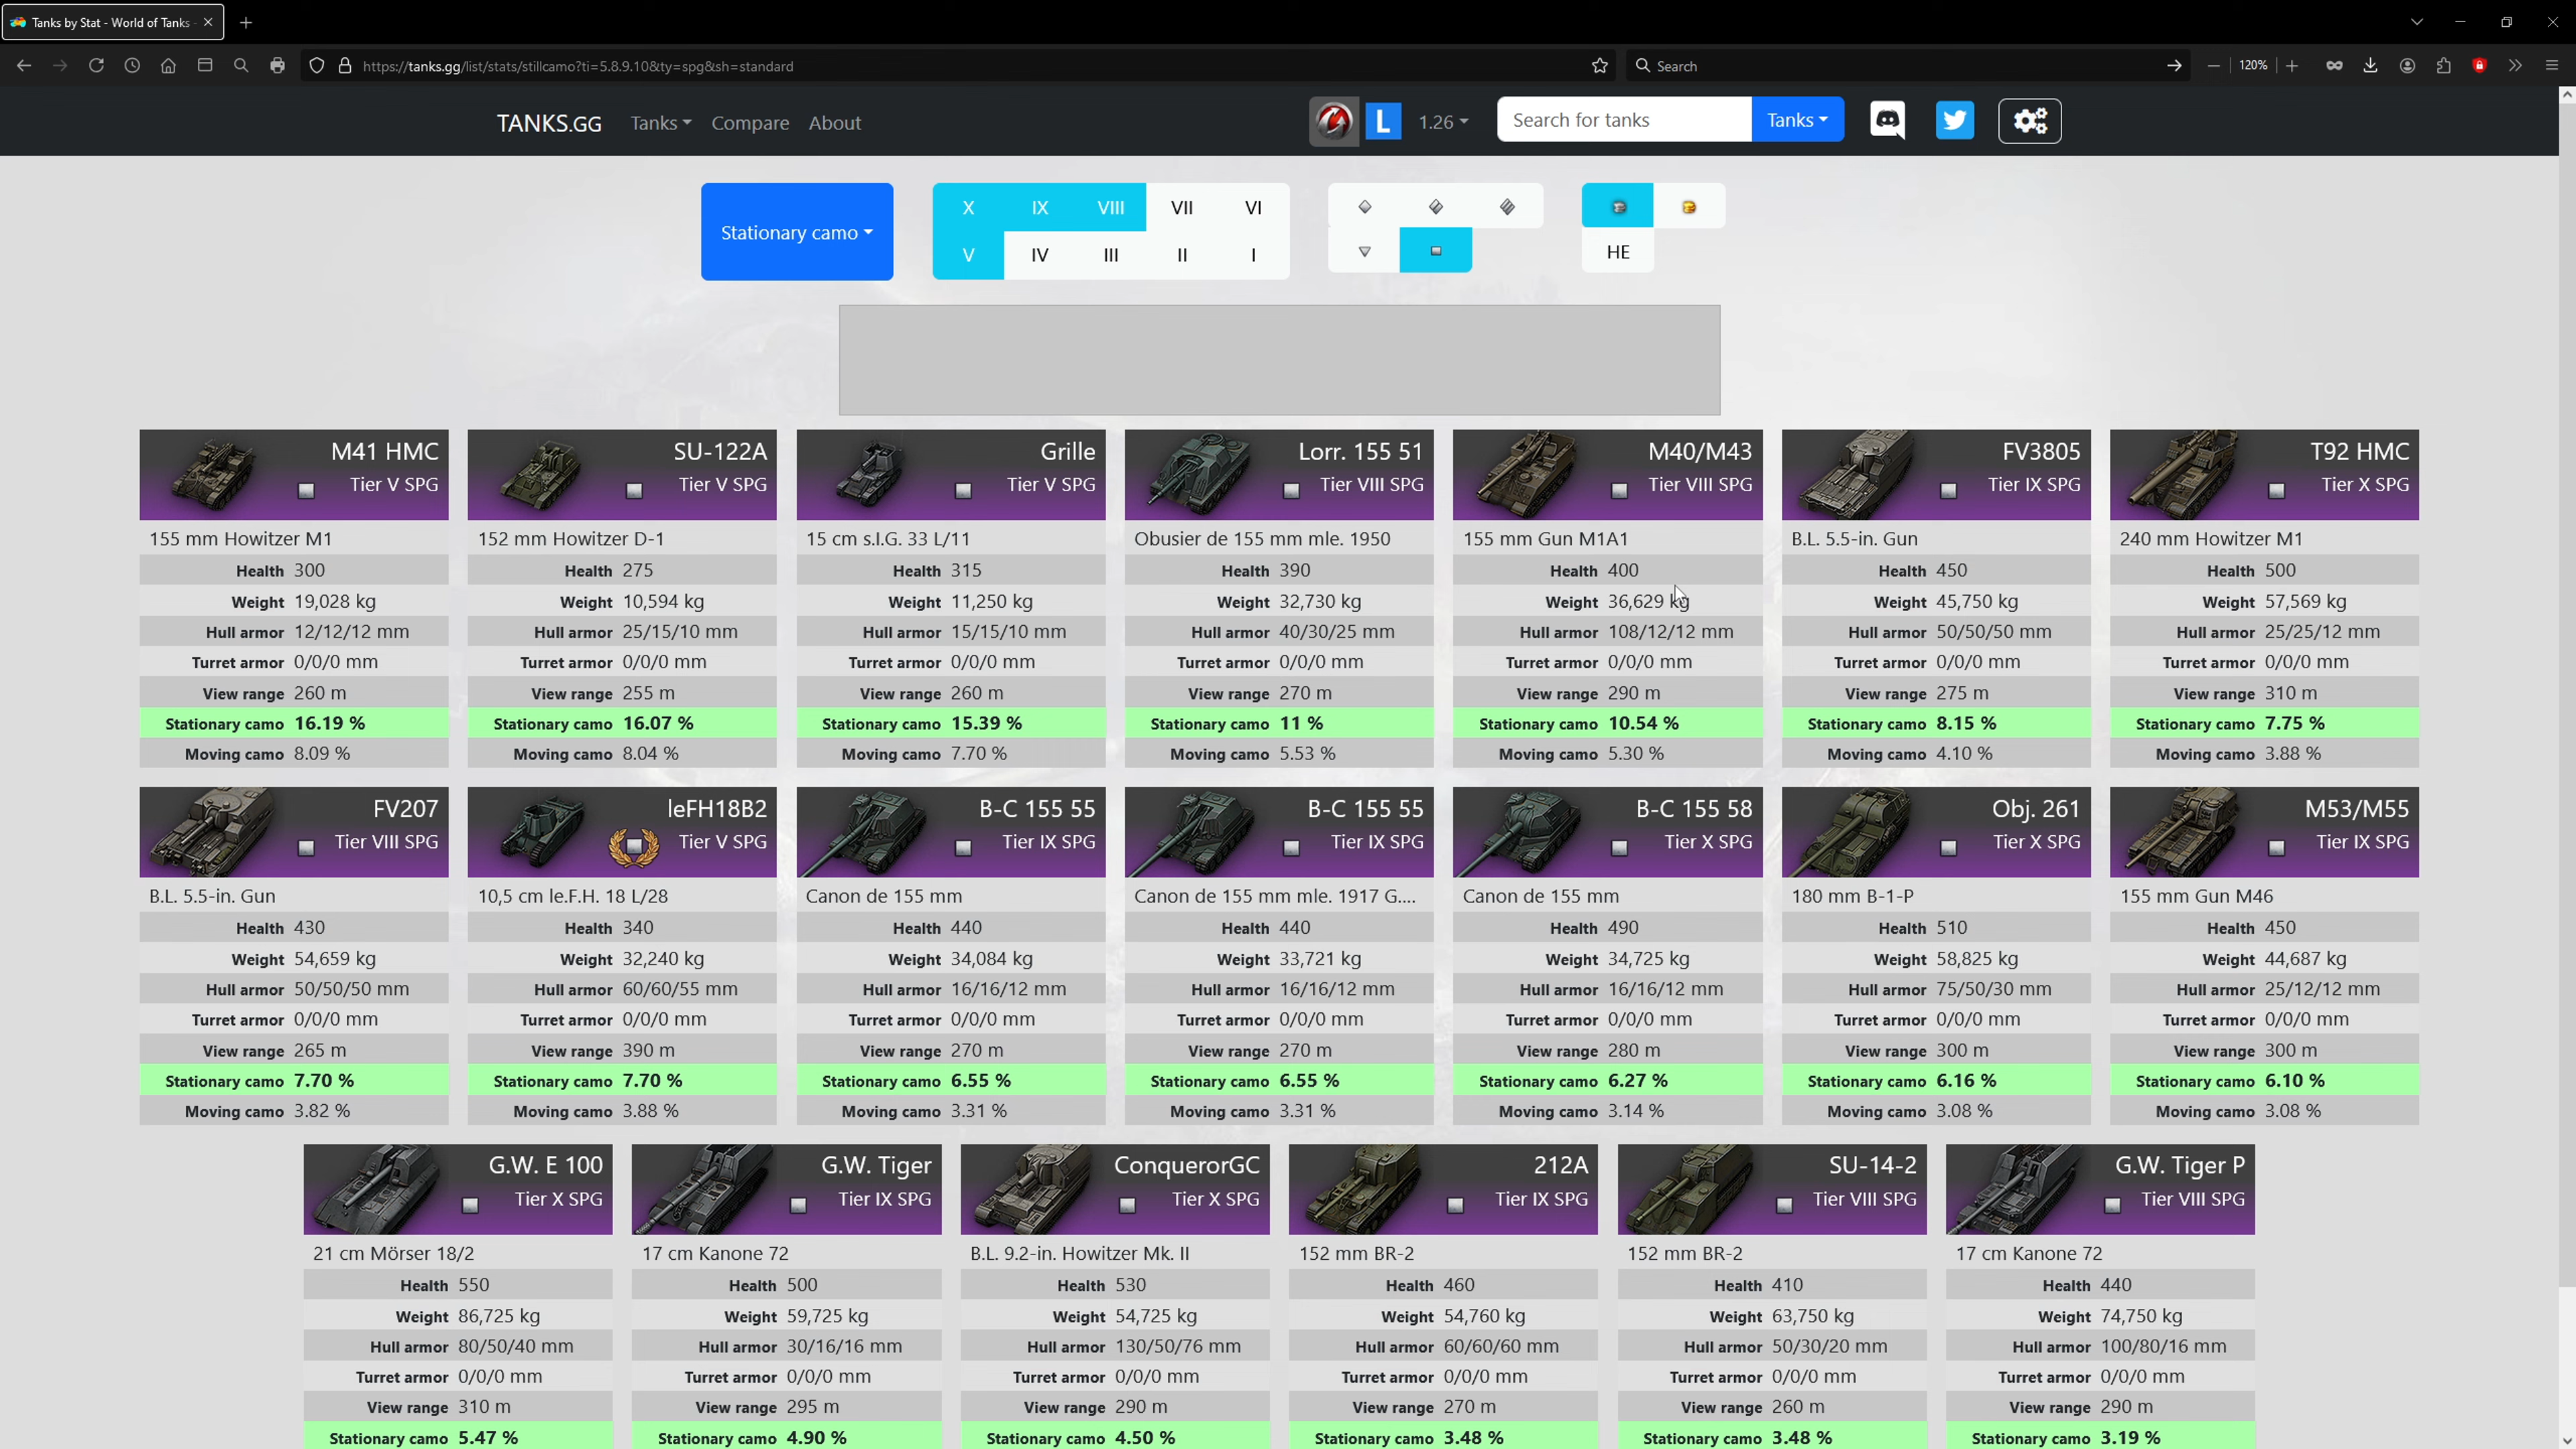 Tanks by Stat - World of Tanks -
https://tanks.gg/list/stats/stillcamo?ti=5.8.9.10&ty=spg&sh=standard
Search
120%
TANKS.GG Tanks Compare About L 1.26 Search for tanks Tanks
Stationary camo
X IX VIII VII VI
V IV III II I
HE
M41 HMC
Tier V SPG
155 mm Howitzer M1
Health 300
Weight 19,028 kg
Hull armor 12/12/12 mm
Turret armor 0/0/0 mm
View range 260 m
Stationary camo 16.19 %
Moving camo 8.09 %
SU-122A
Tier V SPG
152 mm Howitzer D-1
Health 275
Weight 10,594 kg
Hull armor 25/15/10 mm
Turret armor 0/0/0 mm
View range 255 m
Stationary camo 16.07 %
Moving camo 8.04 %
Grille
Tier V SPG
15 cm s.I.G. 33 L/11
Health 315
Weight 11,250 kg
Hull armor 15/15/10 mm
Turret armor 0/0/0 mm
View range 260 m
Stationary camo 15.39 %
Moving camo 7.70 %
Lorr. 155 51
Tier VIII SPG
Obusier de 155 mm mle. 1950
Health 390
Weight 32,730 kg
Hull armor 40/30/25 mm
Turret armor 0/0/0 mm
View range 270 m
Stationary camo 11 %
Moving camo 5.53 %
M40/M43
Tier VIII SPG
155 mm Gun M1A1
Health 400
Weight 36,629 kg
Hull armor 108/12/12 mm
Turret armor 0/0/0 mm
View range 290 m
Stationary camo 10.54 %
Moving camo 5.30 %
FV3805
Tier IX SPG
B.L. 5.5-in. Gun
Health 450
Weight 45,750 kg
Hull armor 50/50/50 mm
Turret armor 0/0/0 mm
View range 275 m
Stationary camo 8.15 %
Moving camo 4.10 %
T92 HMC
Tier X SPG
240 mm Howitzer M1
Health 500
Weight 57,569 kg
Hull armor 25/25/12 mm
Turret armor 0/0/0 mm
View range 310 m
Stationary camo 7.75 %
Moving camo 3.88 %
FV207
Tier VIII SPG
B.L. 5.5-in. Gun
Health 430
Weight 54,659 kg
Hull armor 50/50/50 mm
Turret armor 0/0/0 mm
View range 265 m
Stationary camo 7.70 %
Moving camo 3.82 %
leFH18B2
Tier V SPG
10,5 cm le.F.H. 18 L/28
Health 340
Weight 32,240 kg
Hull armor 60/60/55 mm
Turret armor 0/0/0 mm
View range 390 m
Stationary camo 7.70 %
Moving camo 3.88 %
B-C 155 55
Tier IX SPG
Canon de 155 mm
Health 440
Weight 34,084 kg
Hull armor 16/16/12 mm
Turret armor 0/0/0 mm
View range 270 m
Stationary camo 6.55 %
Moving camo 3.31 %
B-C 155 55
Tier IX SPG
Canon de 155 mm mle. 1917 G....
Health 440
Weight 33,721 kg
Hull armor 16/16/12 mm
Turret armor 0/0/0 mm
View range 270 m
Stationary camo 6.55 %
Moving camo 3.31 %
B-C 155 58
Tier X SPG
Canon de 155 mm
Health 490
Weight 34,725 kg
Hull armor 16/16/12 mm
Turret armor 0/0/0 mm
View range 280 m
Stationary camo 6.27 %
Moving camo 3.14 %
Obj. 261
Tier X SPG
180 mm B-1-P
Health 510
Weight 58,825 kg
Hull armor 75/50/30 mm
Turret armor 0/0/0 mm
View range 300 m
Stationary camo 6.16 %
Moving camo 3.08 %
M53/M55
Tier IX SPG
155 mm Gun M46
Health 450
Weight 44,687 kg
Hull armor 25/12/12 mm
Turret armor 0/0/0 mm
View range 300 m
Stationary camo 6.10 %
Moving camo 3.08 %
G.W. E 100
Tier X SPG
21 cm Mörser 18/2
Health 550
Weight 86,725 kg
Hull armor 80/50/40 mm
Turret armor 0/0/0 mm
View range 310 m
Stationary camo 5.47 %
G.W. Tiger
Tier IX SPG
17 cm Kanone 72
Health 500
Weight 59,725 kg
Hull armor 30/16/16 mm
Turret armor 0/0/0 mm
View range 295 m
Stationary camo 4.90 %
ConquerorGC
Tier X SPG
B.L. 9.2-in. Howitzer Mk. II
Health 530
Weight 54,725 kg
Hull armor 130/50/76 mm
Turret armor 0/0/0 mm
View range 290 m
Stationary camo 4.50 %
212A
Tier IX SPG
152 mm BR-2
Health 460
Weight 54,760 kg
Hull armor 60/60/60 mm
Turret armor 0/0/0 mm
View range 270 m
Stationary camo 3.48 %
SU-14-2
Tier VIII SPG
152 mm BR-2
Health 410
Weight 63,750 kg
Hull armor 50/30/20 mm
Turret armor 0/0/0 mm
View range 260 m
Stationary camo 3.48 %
G.W. Tiger P
Tier VIII SPG
17 cm Kanone 72
Health 440
Weight 74,750 kg
Hull armor 100/80/16 mm
Turret armor 0/0/0 mm
View range 290 m
Stationary camo 3.19 %